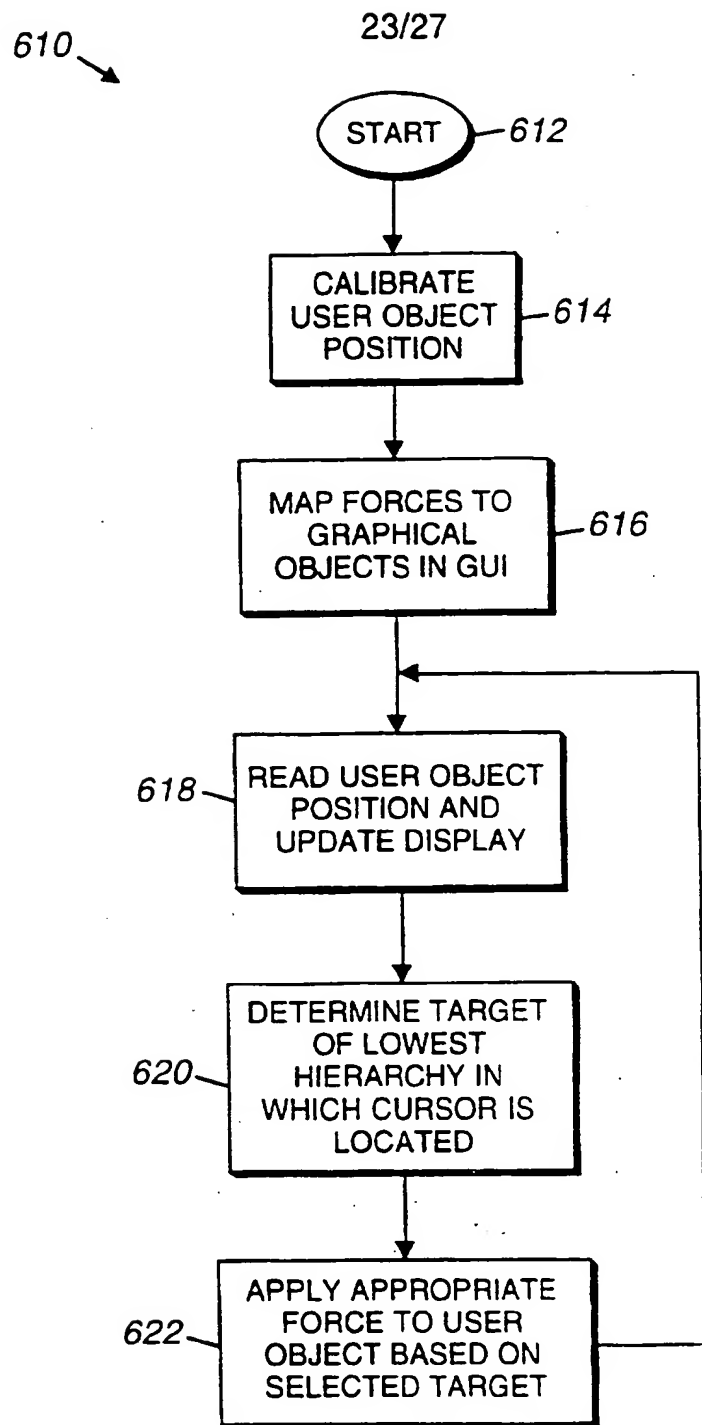 23/27
610
START
612
CALIBRATE
USER OBJECT
POSITION
614
MAP FORCES TO
GRAPHICAL
OBJECTS IN GUI
616
618
READ USER OBJECT
POSITION AND
UPDATE DISPLAY
620
DETERMINE TARGET
OF LOWEST
HIERARCHY IN
WHICH CURSOR IS
LOCATED
622
APPLY APPROPRIATE
FORCE TO USER
OBJECT BASED ON
SELECTED TARGET